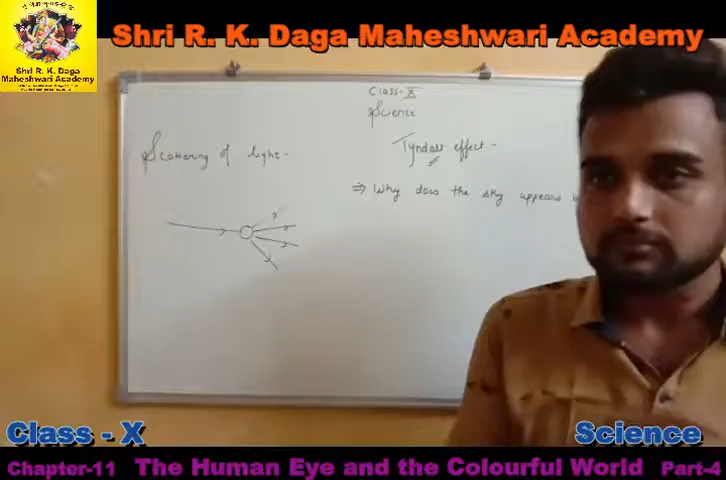 Shri R. K. Daga Maheshwari Academy
Shri R. K. Daga
Maheshwari Academy
Class-X
Science
Scattering of light-
Tyndall effect-
⇒ Why does the sky appears
Class - X
Science
Chapter-11 The Human Eye and the Colourful World Part-4